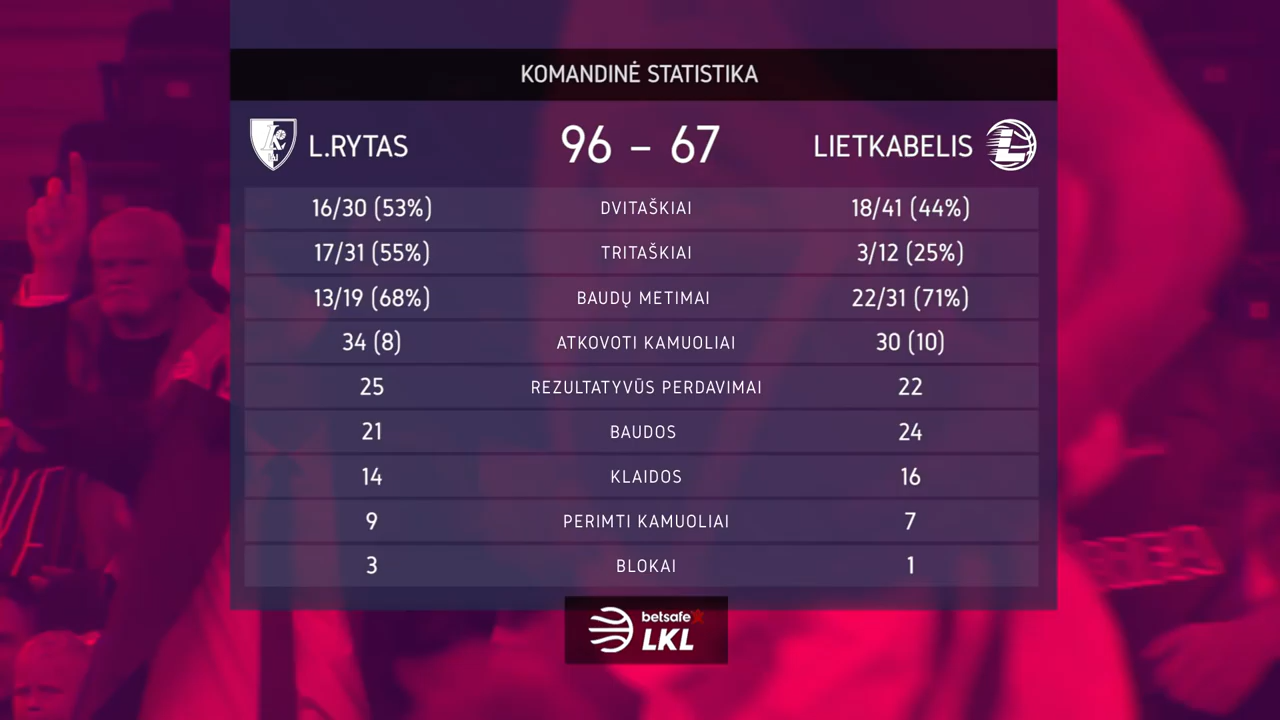 KOMANDINĖ STATISTIKA
L.RYTAS 96 – 67 LIETKABELIS
16/30 (53%) DVITAŠKIAI 18/41 (44%)
17/31 (55%) TRITAŠKIAI 3/12 (25%)
13/19 (68%) BAUDŲ METIMAI 22/31 (71%)
34 (8) ATKOVOTI KAMUOLIAI 30 (10)
25 REZULTATYVŪS PERDAVIMAI 22
21 BAUDOS 24
14 KLAIDOS 16
9 PERIMTI KAMUOLIAI 7
3 BLOKAI 1
betsafe
LKL